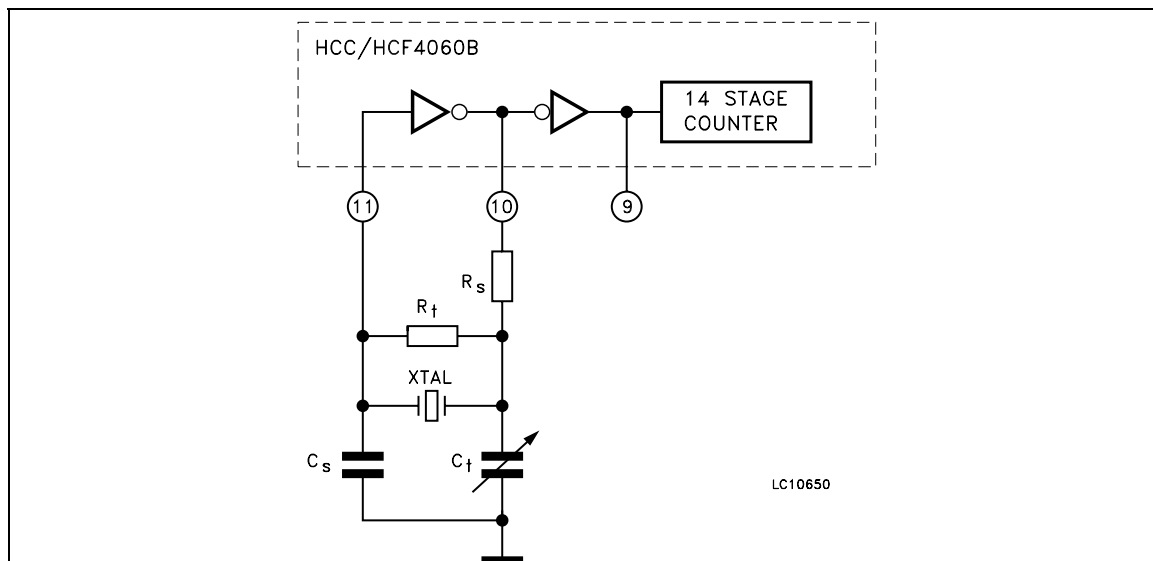 HCC/HCF4060B
14 STAGE
COUNTER
11
10
9
Rs
Rt
XTAL
Cs
Ct
LC10650